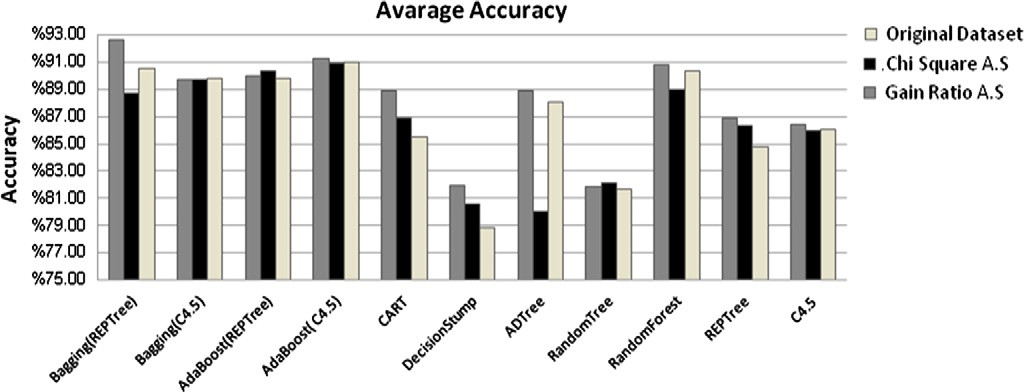 Avarage Accuracy
Accuracy
%93.00
%91.00
%89.00
%87.00
%85.00
%83.00
%81.00
%79.00
%77.00
%75.00
Bagging(REPTree)
Bagging(C4.5)
AdaBoost(REPTree)
AdaBoost( C4.5)
CART
DecisionStump
ADTree
RandomTree
RandomForest
REPTree
C4.5
Original Dataset
.Chi Square A.S
Gain Ratio A.S